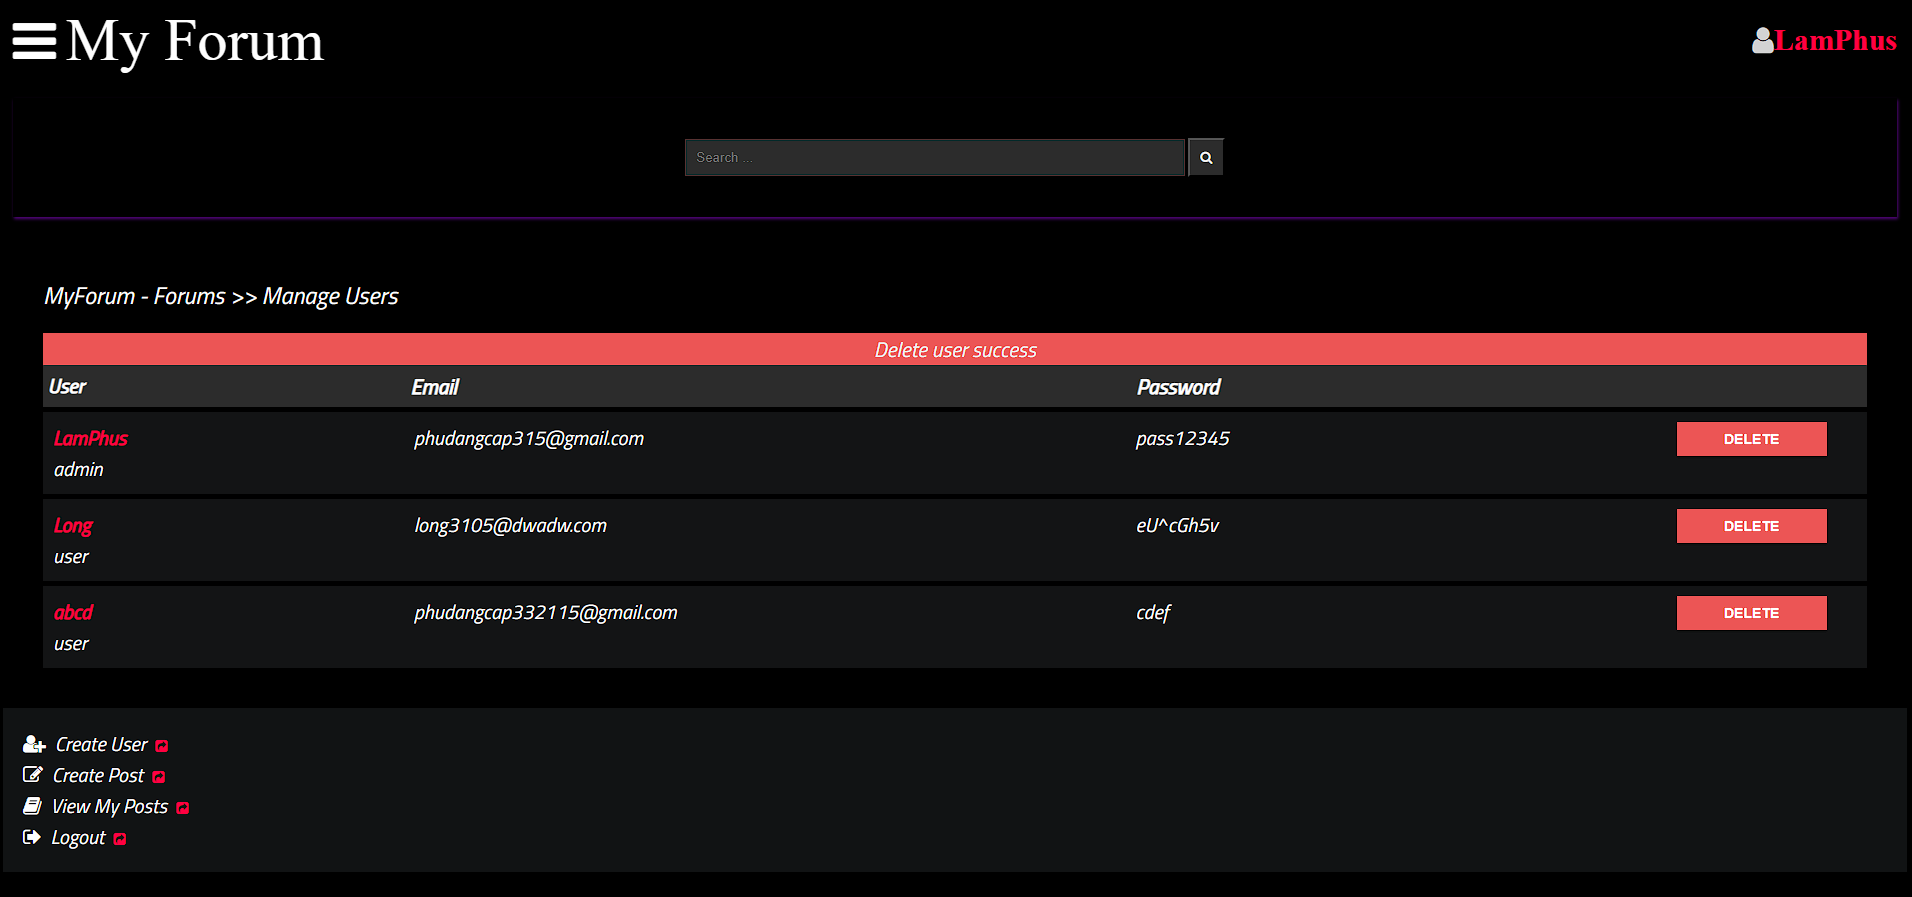 My Forum
LamPhus
Search ...
MyForum - Forums >> Manage Users
Delete user success
User Email Password
LamPhus phudangcap315@gmail.com pass12345 DELETE
admin
Long long3105@dwadw.com eU^cGh5v DELETE
user
abcd phudangcap332115@gmail.com cdef DELETE
user
Create User
Create Post
View My Posts
Logout